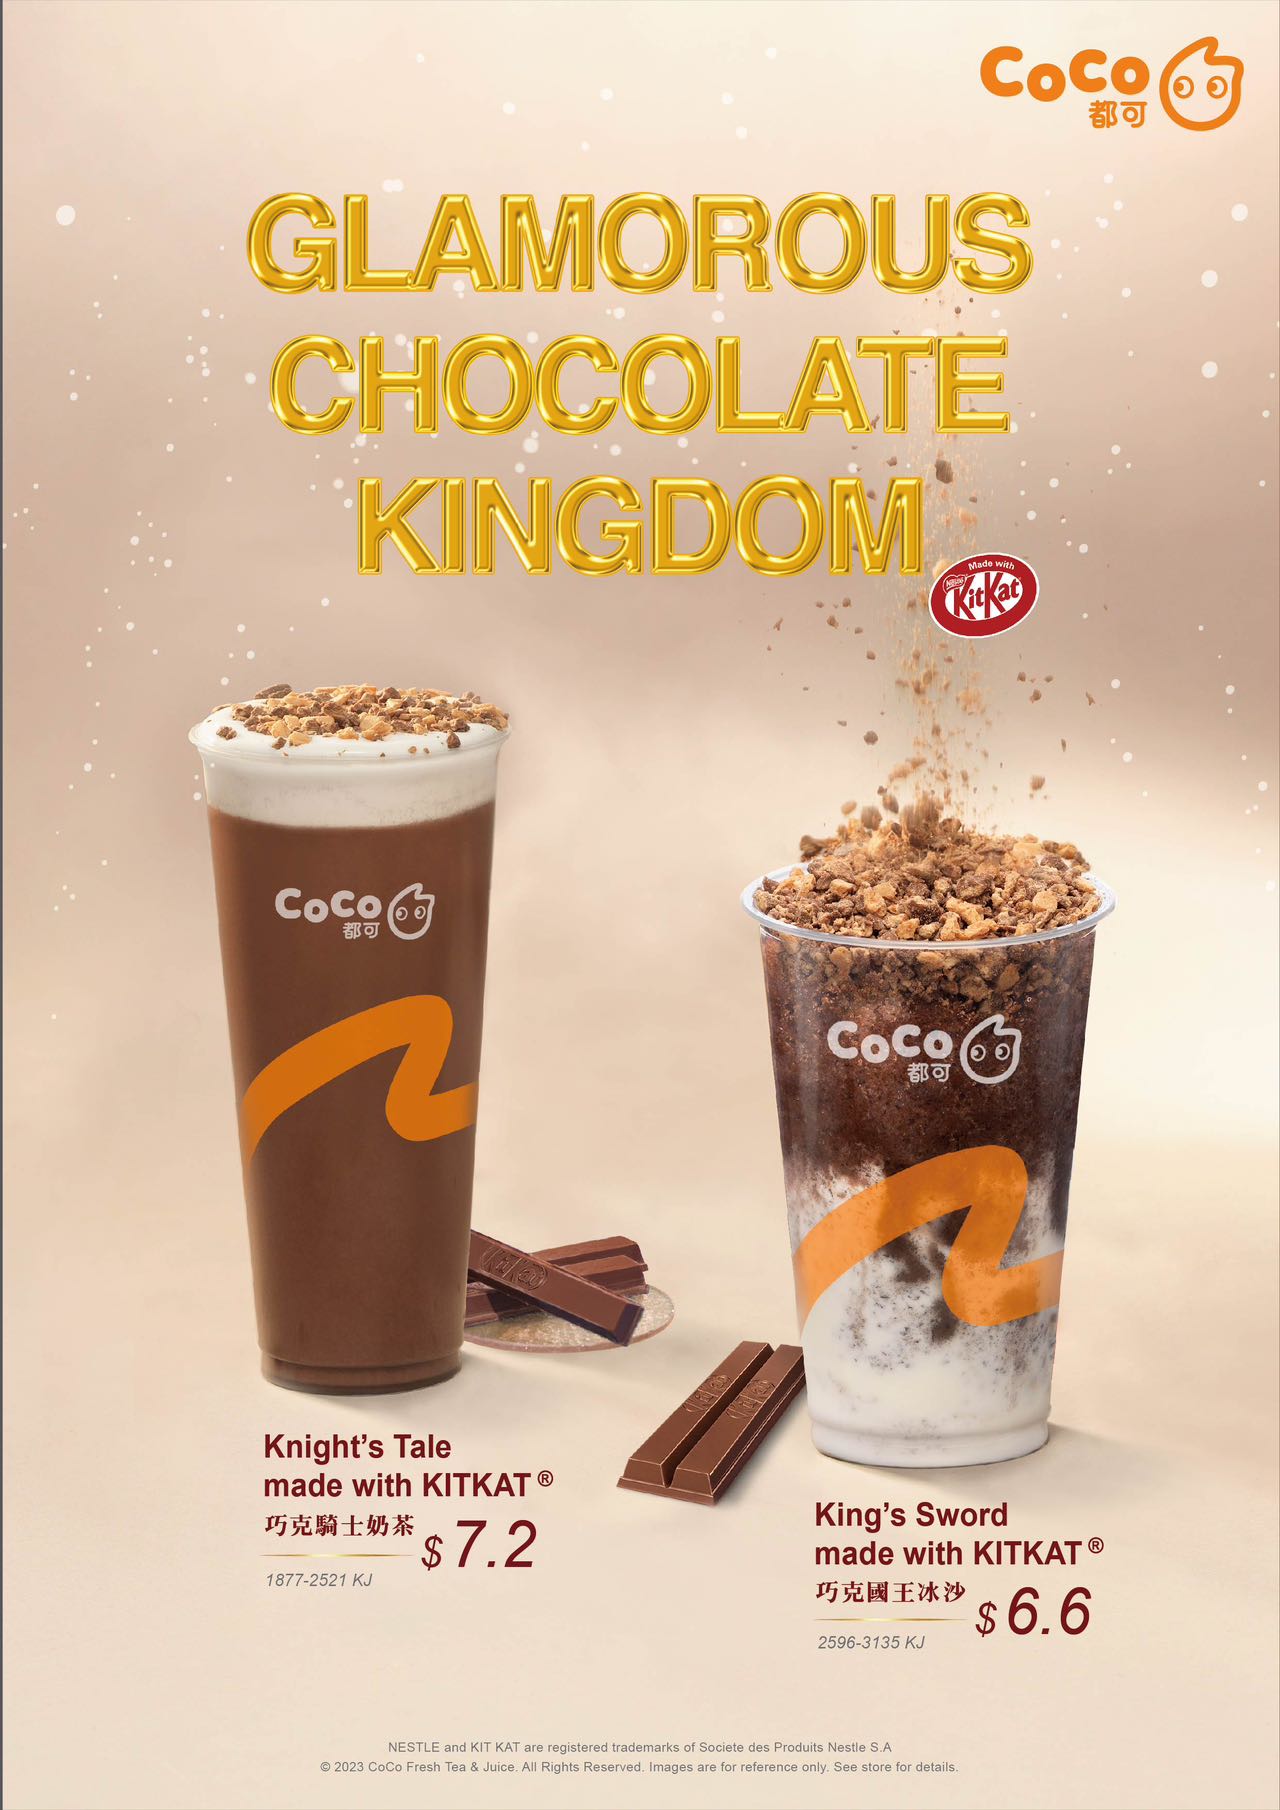 CoCo
都可
GLAMOROUS
CHOCOLATE
KINGDOM
Made with
Nestlé
KitKat
CoCo
都可
CoCo
都可
KitKat
Knight’s Tale
made with KITKAT®
巧克騎士奶茶
$7.2
1877-2521 KJ
King’s Sword
made with KITKAT®
巧克國王冰沙
$6.6
2596-3135 KJ
NESTLE and KIT KAT are registered trademarks of Societe des Produits Nestle S.A
© 2023 CoCo Fresh Tea & Juice. All Rights Reserved. Images are for reference only. See store for details.